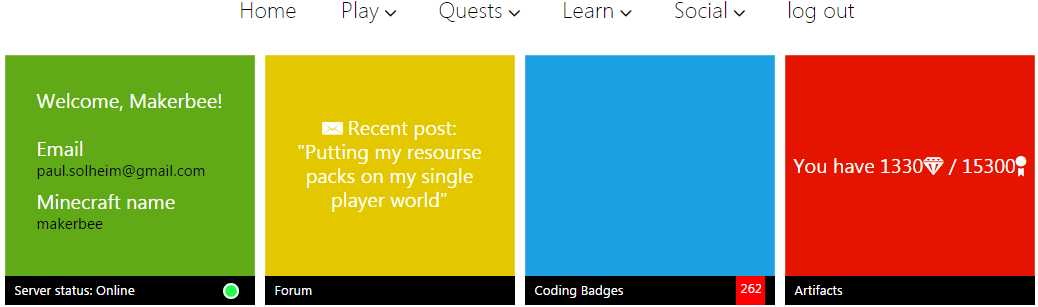 Home Play Quests Learn Social log out
Welcome, Makerbee!
Email
paul.solheim@gmail.com
Minecraft name
makerbee
Server status: Online
Recent post:
"Putting my resourse
packs on my single
player world"
Forum
Coding Badges 262
You have 1330 / 15300
Artifacts